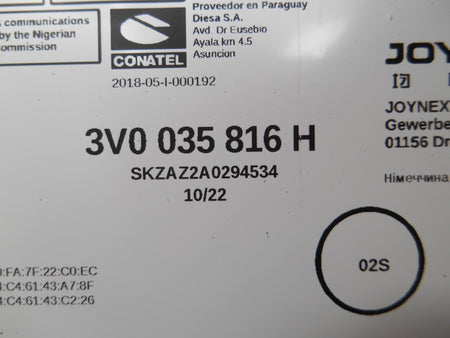 communications
by the Nigerian
Commission
CONATEL
2018-05-I-000192
Proveedor en Paraguay
Diesa S.A.
Avd. Dr Eusebio
Ayala km 4.5
Asuncion
JOY
JOYNEX
Gewerbe
01156 Dr
Німеччина
3V0 035 816 H
SKZAZ2A0294534
10/22
02S
:FA:7F:22:C0:EC
:C4:61:43:A7:8F
:C4:61:43:C2:26